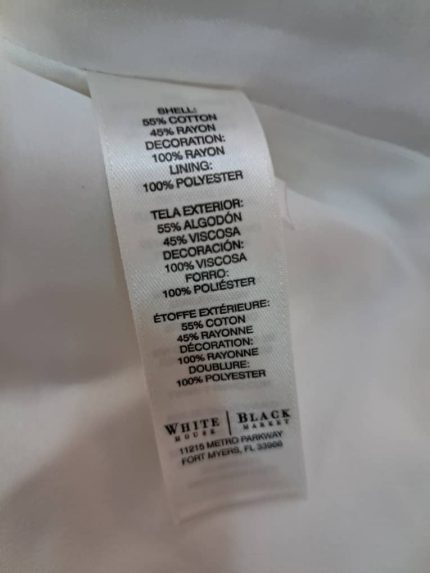 SHELL:
55% COTTON
45% RAYON
DECORATION:
100% RAYON
LINING:
100% POLYESTER
TELA EXTERIOR:
55% ALGODÓN
45% VISCOSA
DECORACIÓN:
100% VISCOSA
FORRO:
100% POLIÉSTER
ÉTOFFE EXTÉRIEURE:
55% COTON
45% RAYONNE
DÉCORATION:
100% RAYONNE
DOUBLURE:
100% POLYESTER
WHITE | BLACK
HOUSE MARKET
11215 METRO PARKWAY
FORT MYERS, FL 33966